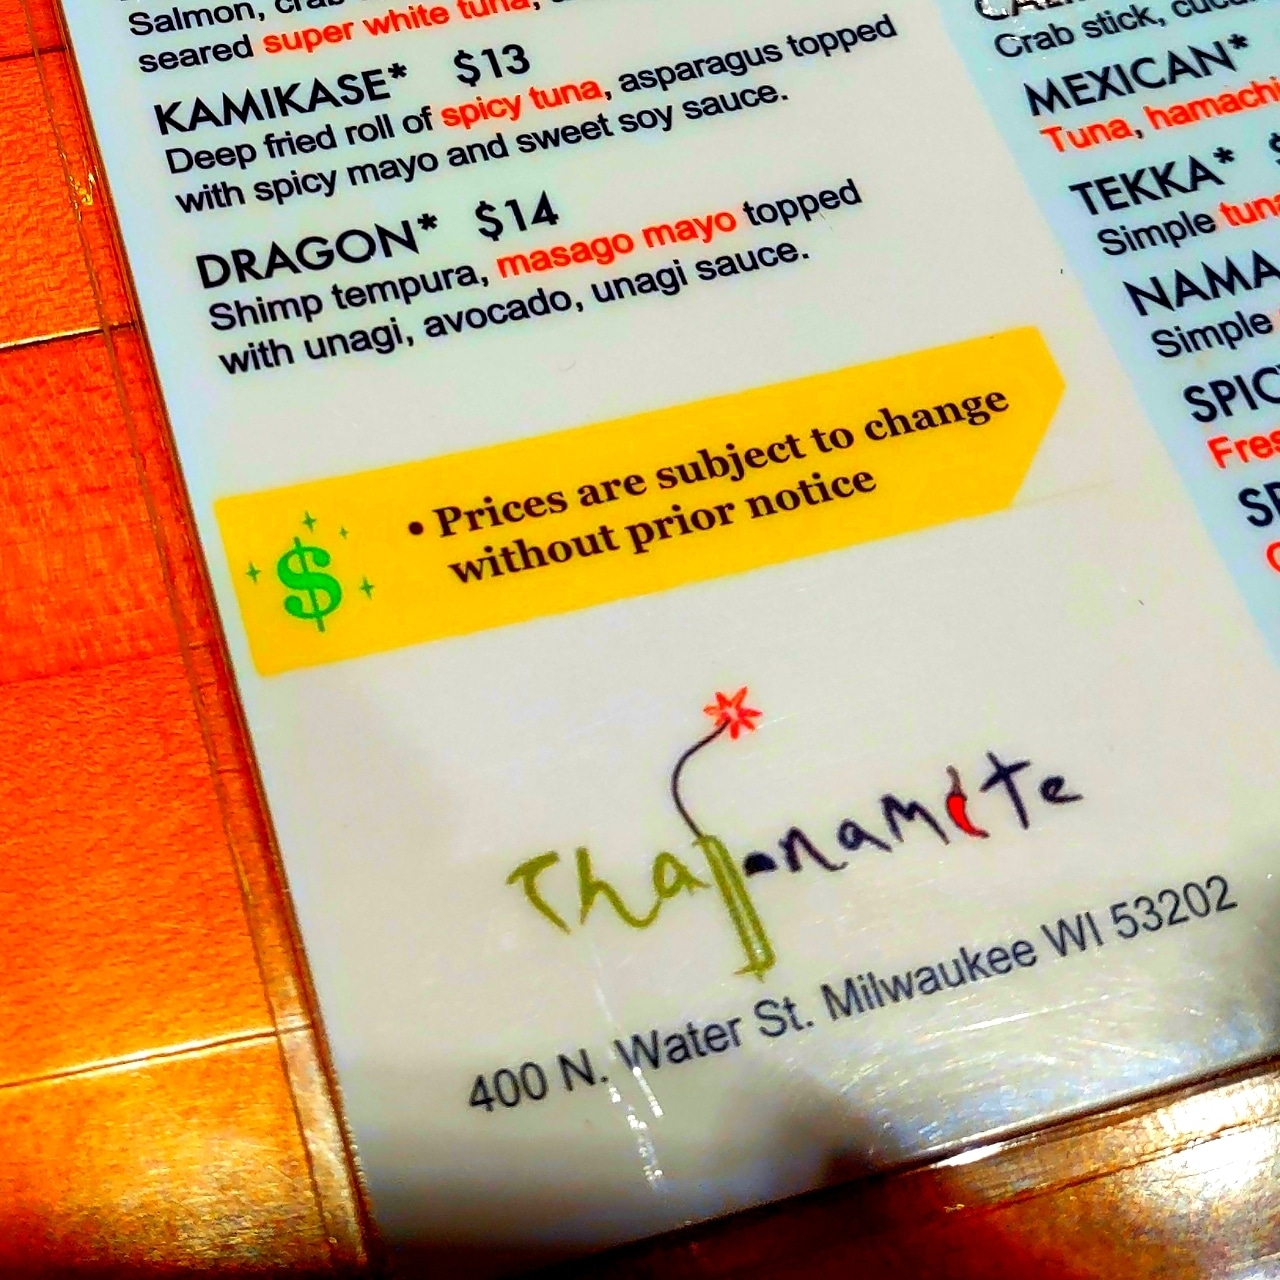 Salmon, crab
seared super white tuna,
KAMIKASE* $13
Deep fried roll of spicy tuna, asparagus topped
with spicy mayo and sweet soy sauce.
DRAGON* $14
Shimp tempura, masago mayo topped
with unagi, avocado, unagi sauce.
$ • Prices are subject to change
without prior notice
Thai-namite
400 N. Water St. Milwaukee WI 53202
Crab stick,
MEXICAN*
Tuna, hamachi
TEKKA* $
Simple tuna
NAMA
Simple